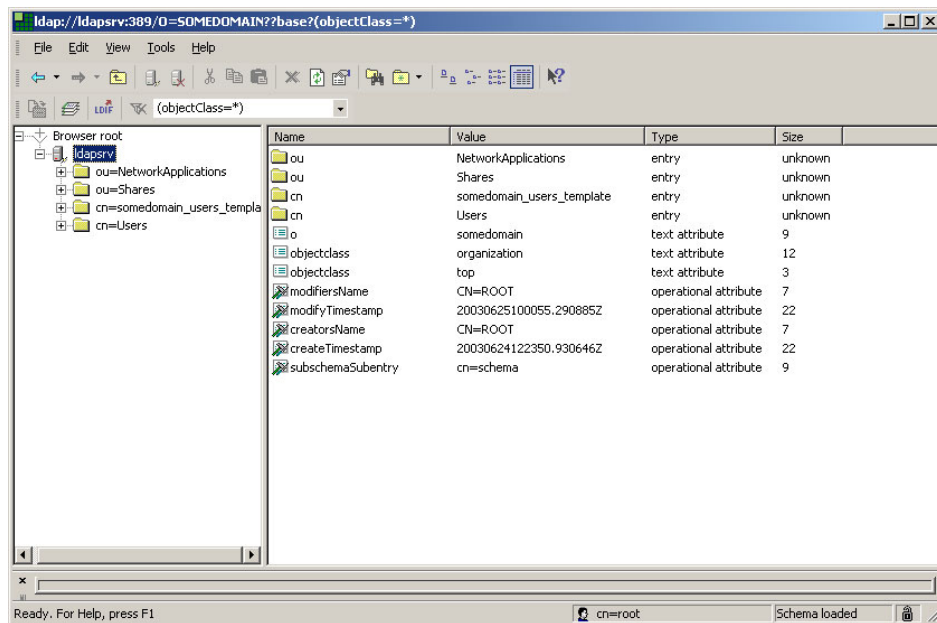 ldap://ldapsrv:389/O=SOMEDOMAIN??base?(objectClass=*)
File Edit View Tools Help
LDIF (objectClass=*)
Browser root
ldapsrv
ou=NetworkApplications
ou=Shares
cn=somedomain_users_templa
cn=Users
Name Value Type Size
ou NetworkApplications entry unknown
ou Shares entry unknown
cn somedomain_users_template entry unknown
cn Users entry unknown
o somedomain text attribute 9
objectclass organization text attribute 12
objectclass top text attribute 3
modifiersName CN=ROOT operational attribute 7
modifyTimestamp 20030625100055.290885Z operational attribute 22
creatorsName CN=ROOT operational attribute 7
createTimestamp 20030624122350.930646Z operational attribute 22
subschemaSubentry cn=schema operational attribute 9
Ready. For Help, press F1 cn=root Schema loaded